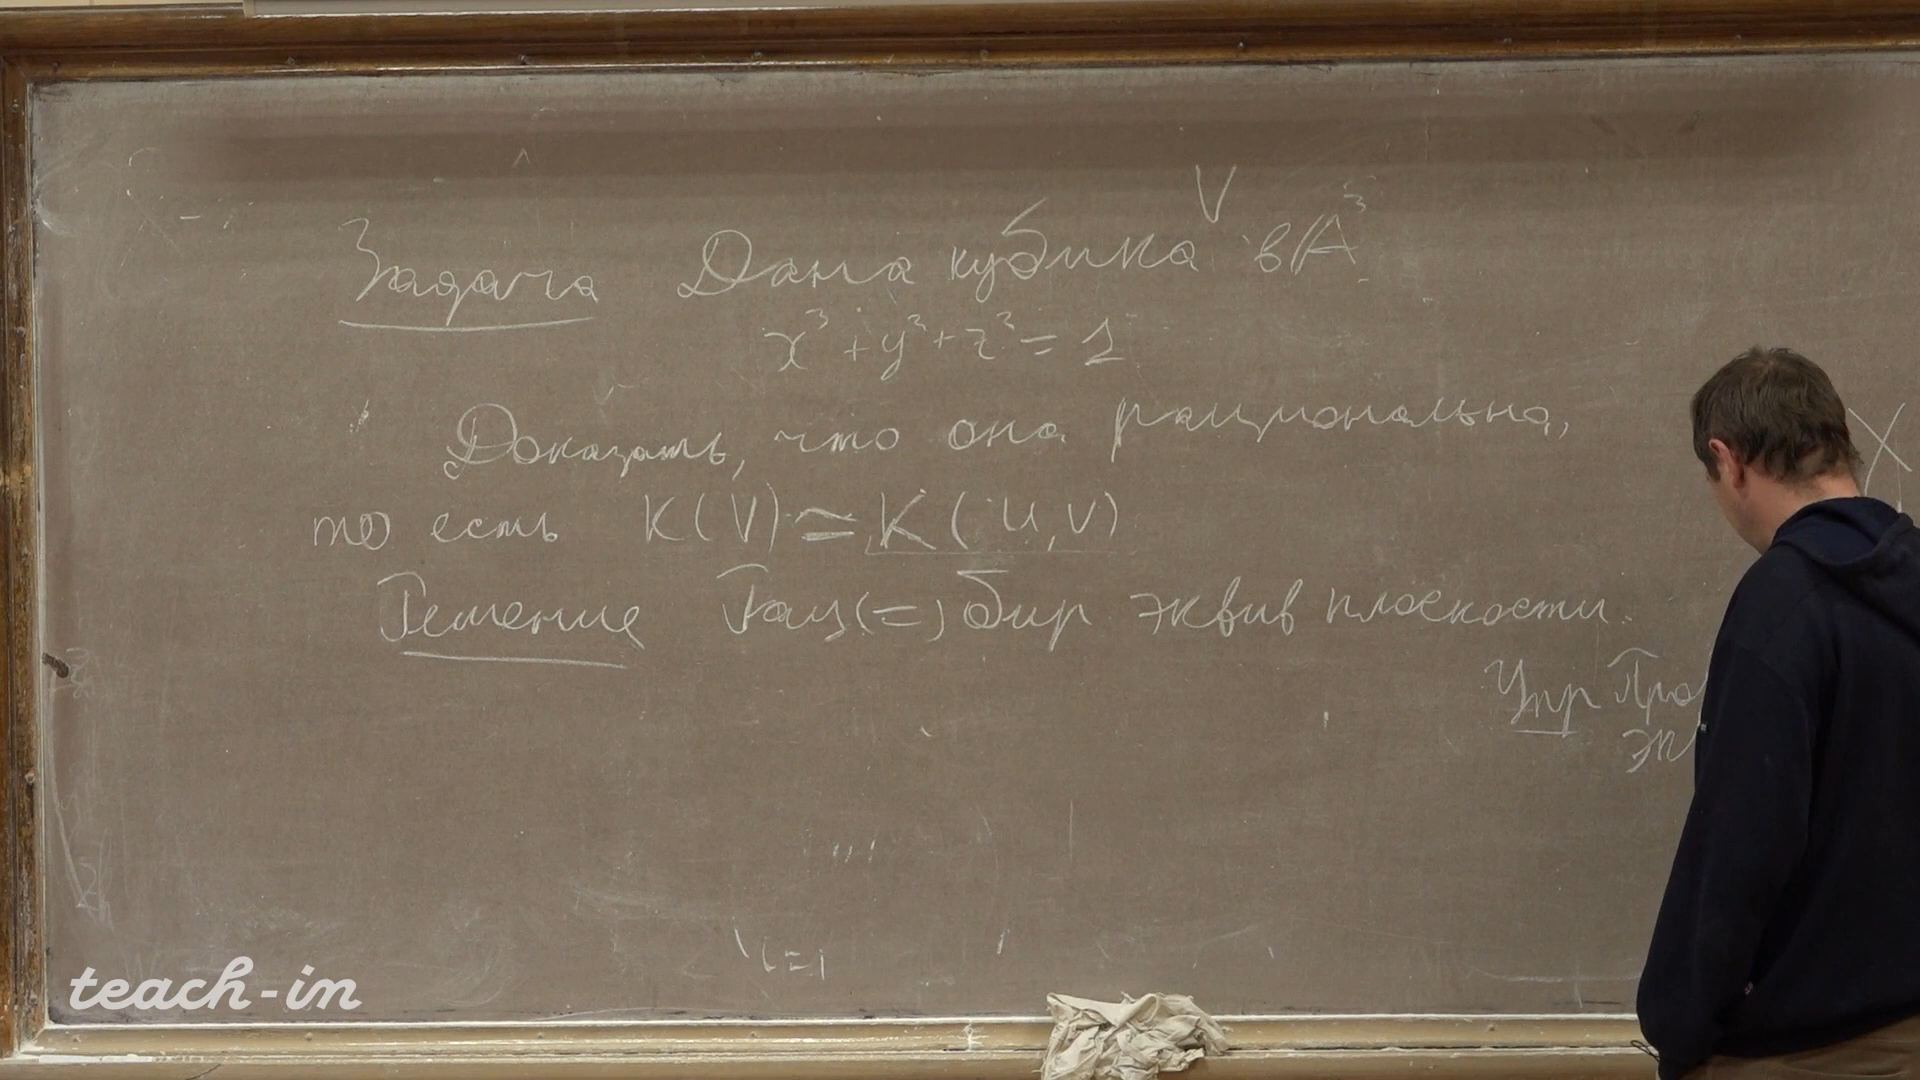 Задача Дана кубика V в A³
x³ + y³ + z³ = 1
Доказать, что она рациональна,
то есть K(V) ≃ K(u,v)
Решение Рац (=) бир эквив плоскости.
Упр
i=1
teach-in